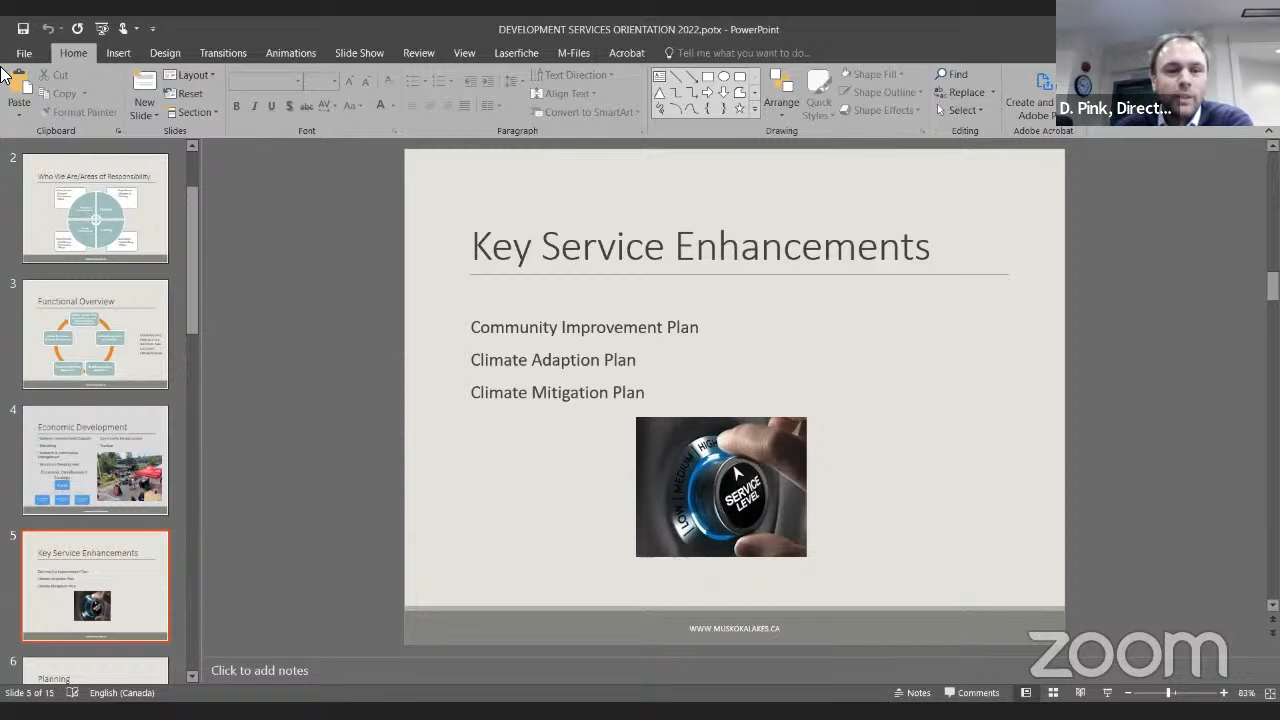 DEVELOPMENT SERVICES ORIENTATION 2022.potx - PowerPoint
File Home Insert Design Transitions Animations Slide Show Review View Laserfiche M-Files Acrobat Tell me what you want to do...
Paste
Cut
Copy
Format Painter
Clipboard
New Slide
Layout
Reset
Section
Slides
Font
Text Direction
Align Text
Convert to SmartArt
Paragraph
Arrange
Quick Styles
Shape Fill
Shape Outline
Shape Effects
Drawing
Find
Replace
Select
Editing
Create and
Adobe
Adobe Acrobat
D. Pink, Direct...
2
Who We Are/Areas of Responsibility
3
Functional Overview
4
Economic Development
5
Key Service Enhancements
6
Planning
Key Service Enhancements
Community Improvement Plan
Climate Adaption Plan
Climate Mitigation Plan
LOW | MEDIUM | HIGH
SERVICE LEVEL
WWW.MUSKOKALAKES.CA
Click to add notes
zoom
Slide 5 of 15 English (Canada) Notes Comments 83%